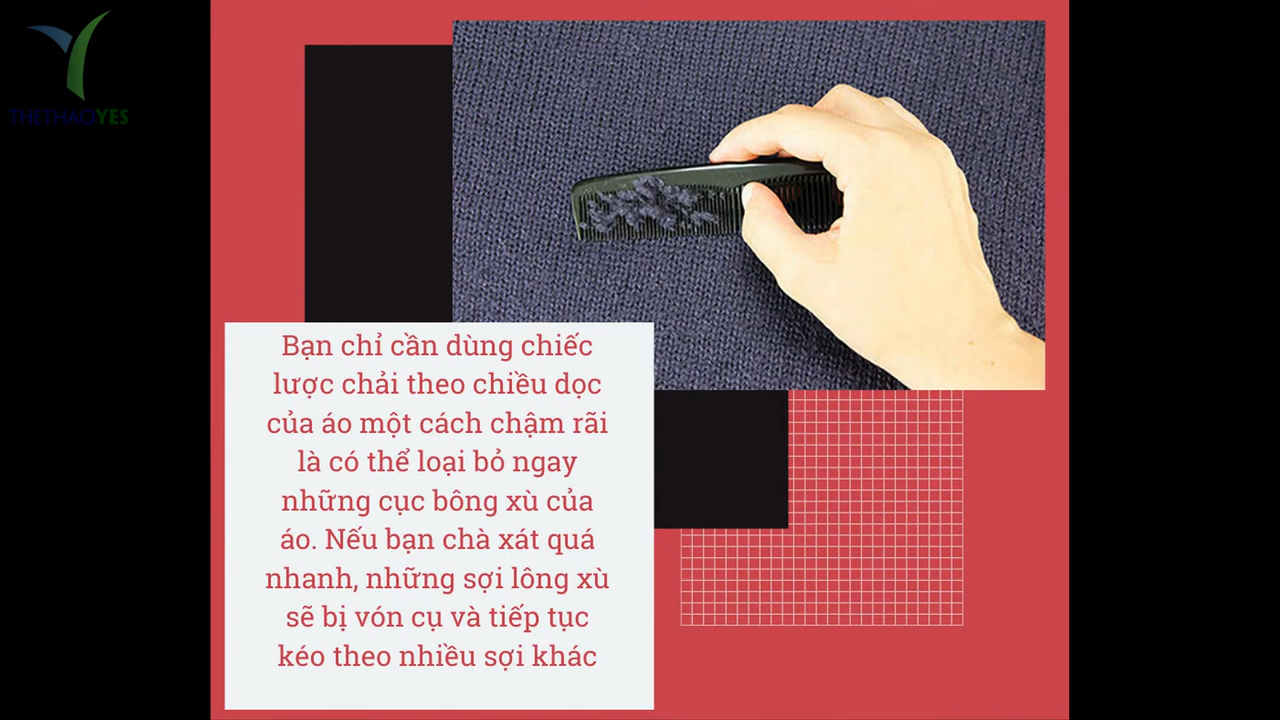 THETHAOYES
Bạn chỉ cần dùng chiếc
lược chải theo chiều dọc
của áo một cách chậm rãi
là có thể loại bỏ ngay
những cục bông xù của
áo. Nếu bạn chà xát quá
nhanh, những sợi lông xù
sẽ bị vón cụ và tiếp tục
kéo theo nhiều sợi khác